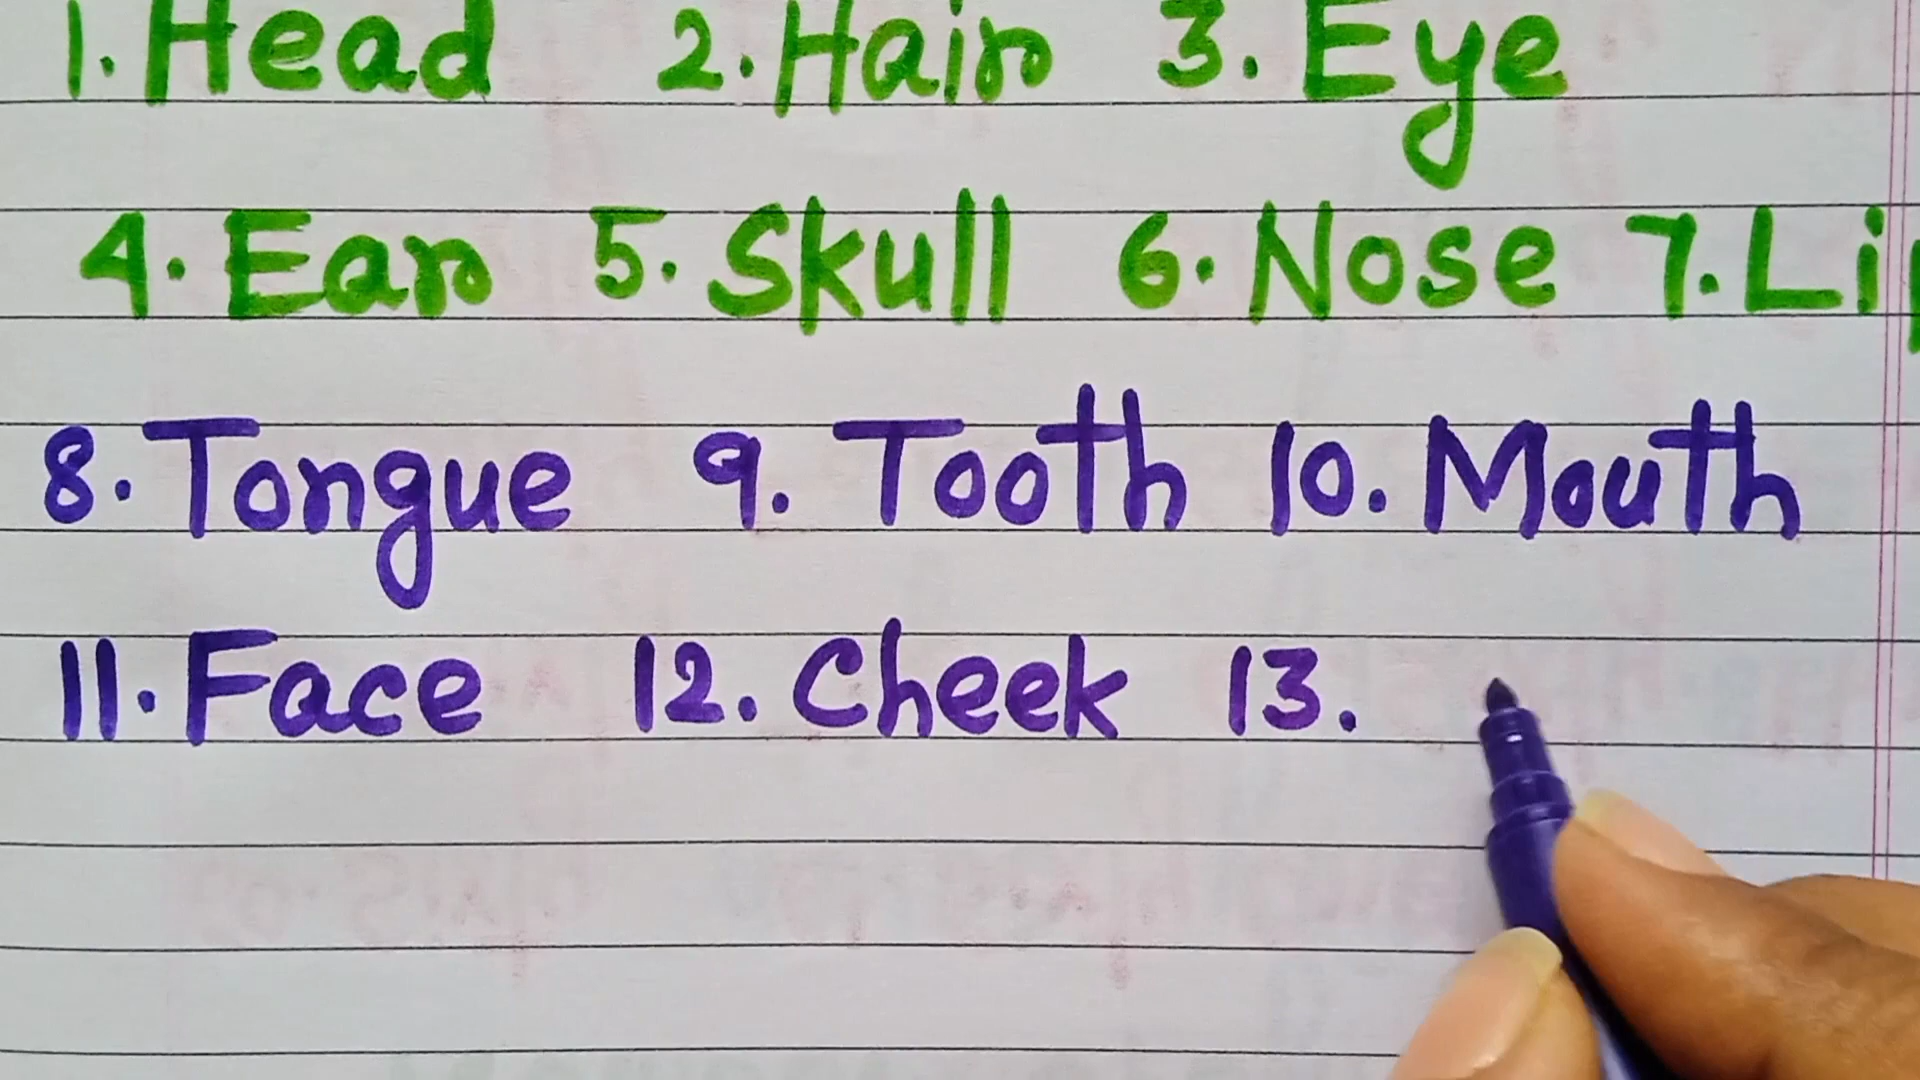 1. Head 2. Hair 3. Eye
4. Ear 5. Skull 6. Nose 7. Lip
8. Tongue 9. Tooth 10. Mouth
11. Face 12. Cheek 13.